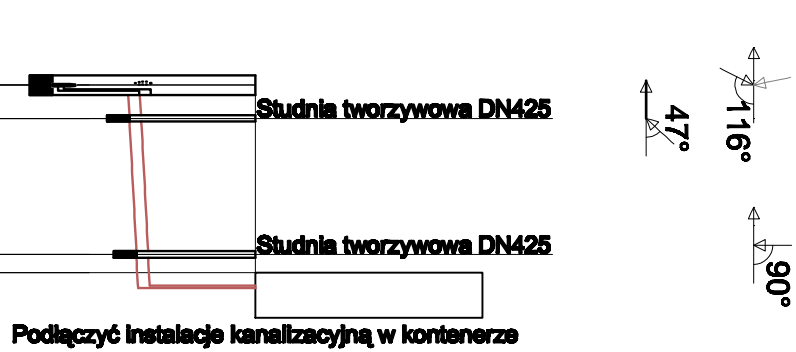 Studnia tworzywowa DN425
47°
116°
Studnia tworzywowa DN425
90°
Podłączyć instalacje kanalizacyjną w kontenerze